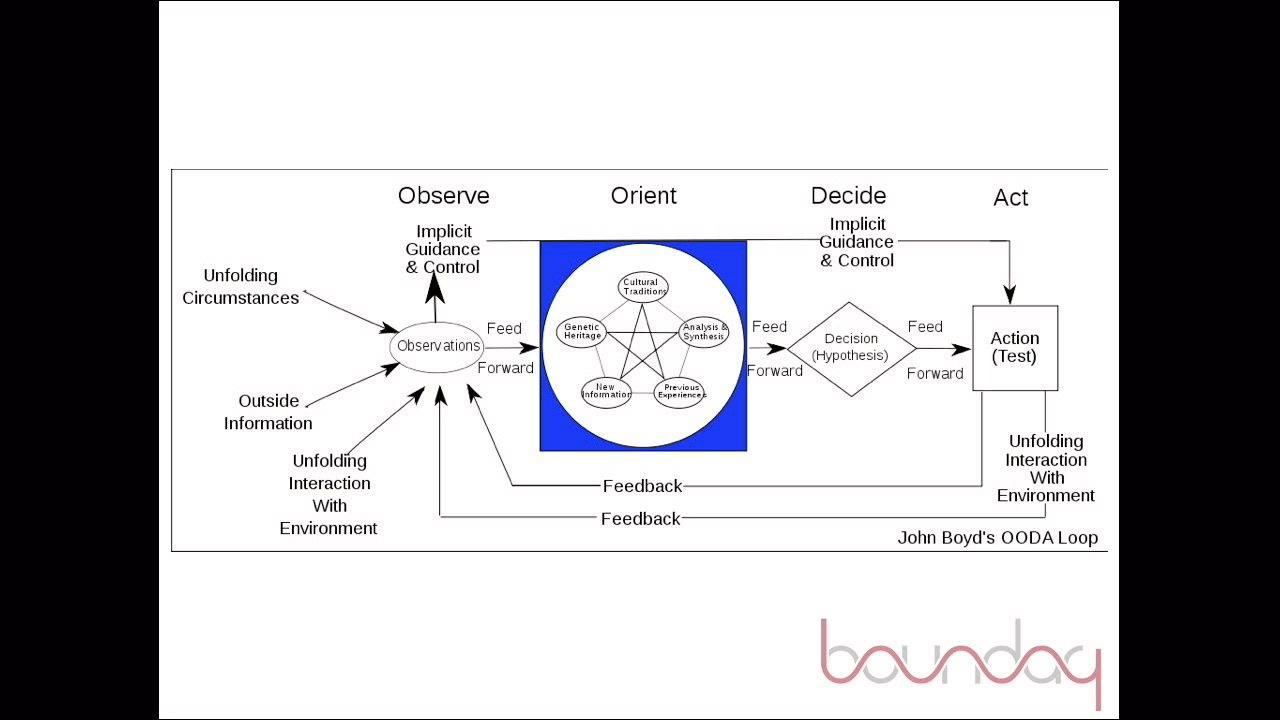 Observe
Orient
Decide
Act
Implicit
Guidance
& Control
Implicit
Guidance
& Control
Unfolding
Circumstances
Cultural
Traditions
Genetic
Heritage
Analysis &
Synthesis
New
Information
Previous
Experiences
Observations
Feed
Forward
Feed
Forward
Decision
(Hypothesis)
Feed
Forward
Action
(Test)
Outside
Information
Unfolding
Interaction
With
Environment
Unfolding
Interaction
With
Environment
Feedback
Feedback
John Boyd's OODA Loop
boundary